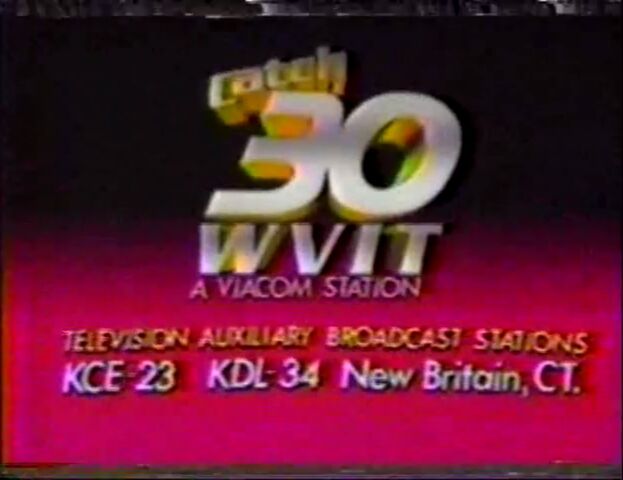 Catch
30
WVIT
A VIACOM STATION
TELEVISION AUXILIARY BROADCAST STATIONS
KCE-23 KDL-34 New Britain, CT.